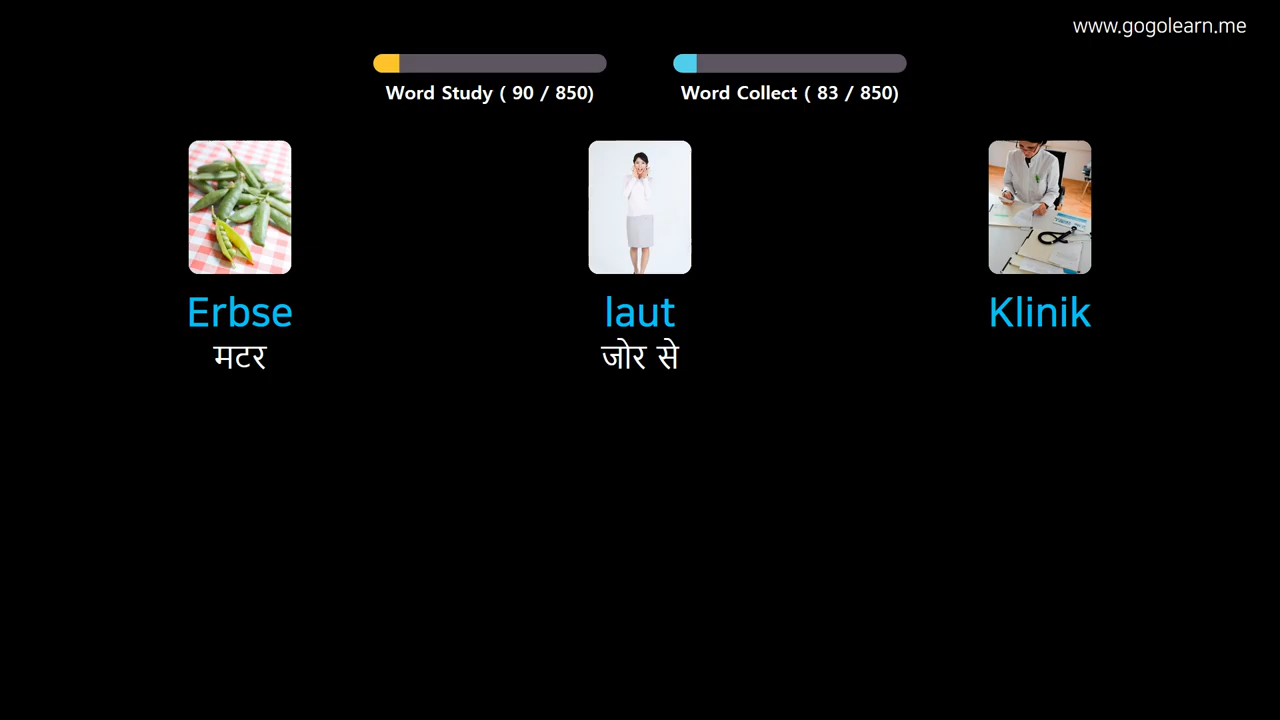 www.gogolearn.me
Word Study ( 90 / 850)
Word Collect ( 83 / 850)
Erbse
मटर
laut
जोर से
Klinik